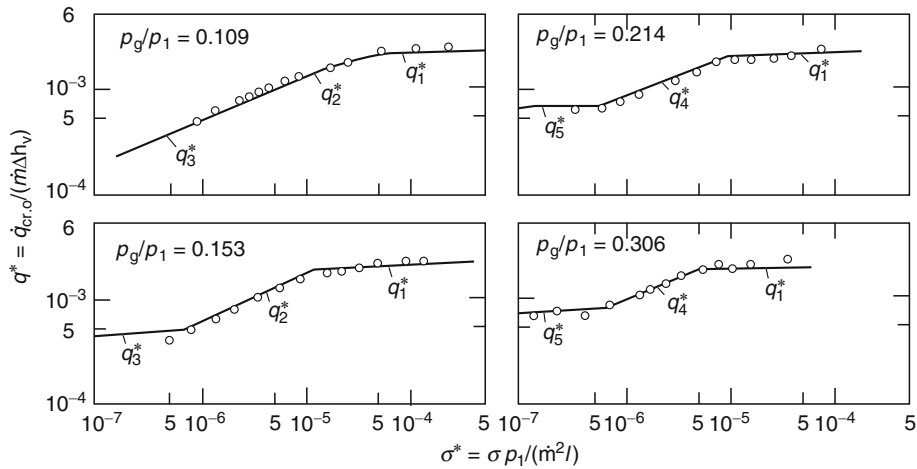 6
p_g/p_1 = 0.109
10^-3
5
10^-4
q_1^*
q_2^*
q_3^*
p_g/p_1 = 0.214
q_1^*
q_4^*
q_5^*
6
p_g/p_1 = 0.153
10^-3
5
10^-4
q_1^*
q_2^*
q_3^*
p_g/p_1 = 0.306
q_1^*
q_4^*
q_5^*
q* = q̇_cr.o/(ṁΔh_v)
10^-7 5 10^-6 5 10^-5 5 10^-4 5
5 10^-6 5 10^-5 5 10^-4 5
σ* = σ p_1/(ṁ²l)